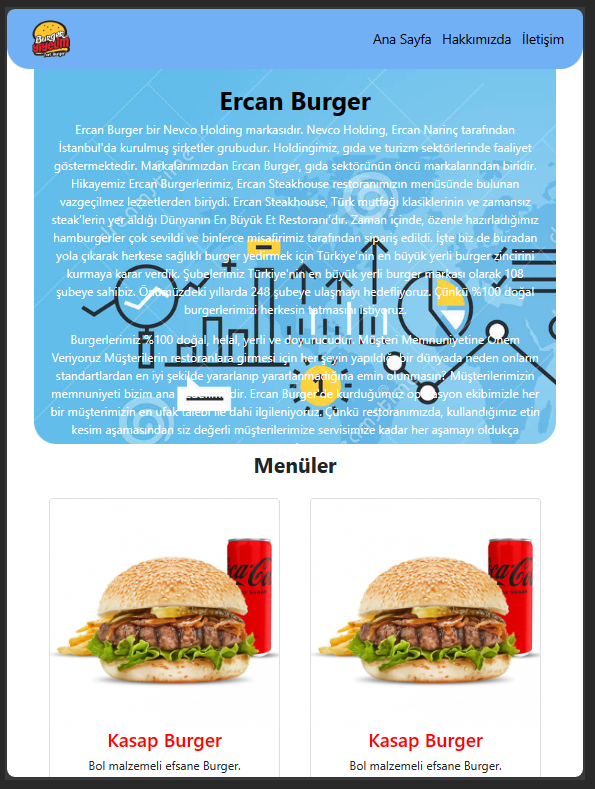 Burger
Yiyelim
Ana Sayfa Hakkımızda İletişim
Ercan Burger
Ercan Burger bir Nevco Holding markasıdır. Nevco Holding, Ercan Narinç tarafından
İstanbul'da kurulmuş şirketler grubudur. Holdingimiz, gıda ve turizm sektörlerinde faaliyet
göstermektedir. Markalarımızdan Ercan Burger, gıda sektörünün öncü markalarından biridir.
Hikayemiz Ercan Burgerlerimiz, Ercan Steakhouse restoranımızın menüsünde bulunan
vazgeçilmez lezzetlerden biriydi. Ercan Steakhouse, Türk mutfağı klasiklerinin ve zamansız
steak'lerin yer aldığı Dünyanın En Büyük Et Restoranı'dır. Zaman içinde, özenle hazırladığımız
hamburgerler çok sevildi ve binlerce misafirimiz tarafından sipariş edildi. İşte biz de buradan
yola çıkarak herkese sağlıklı burger yedirmek için Türkiye'nin en büyük yerli burger zincirini
kurmaya karar verdik. Şubelerimiz Türkiye'nin en büyük yerli burger markası olarak 108
şubeye sahibiz. Önümüzdeki yıllarda 248 şubeye ulaşmayı hedefliyoruz. Çünkü %100 doğal
burgerlerimizi herkesin tatmasını istiyoruz.
Burgerlerimiz %100 doğal, helal, yerli ve doyurucudur. Müşteri Memnuniyetine Önem
Veriyoruz Müşterilerin restoranlara girmesi için her şeyin yapıldığı bir dünyada neden onların
standartlardan en iyi şekilde yararlanıp yararlanmadığına emin olunmasın? Müşterilerimizin
memnuniyeti bizim ana hedefimizdir. Ercan Burger'de kurduğumuz operasyon ekibimizle her
bir müşterimizin en ufak talebi ile dahi ilgileniyoruz. Çünkü restoranımızda, kullandığımız etin
kesim aşamasından siz değerli müşterilerimize servisimize kadar her aşamayı oldukça
Menüler
Kasap Burger Kasap Burger
Bol malzemeli efsane Burger. Bol malzemeli efsane Burger.